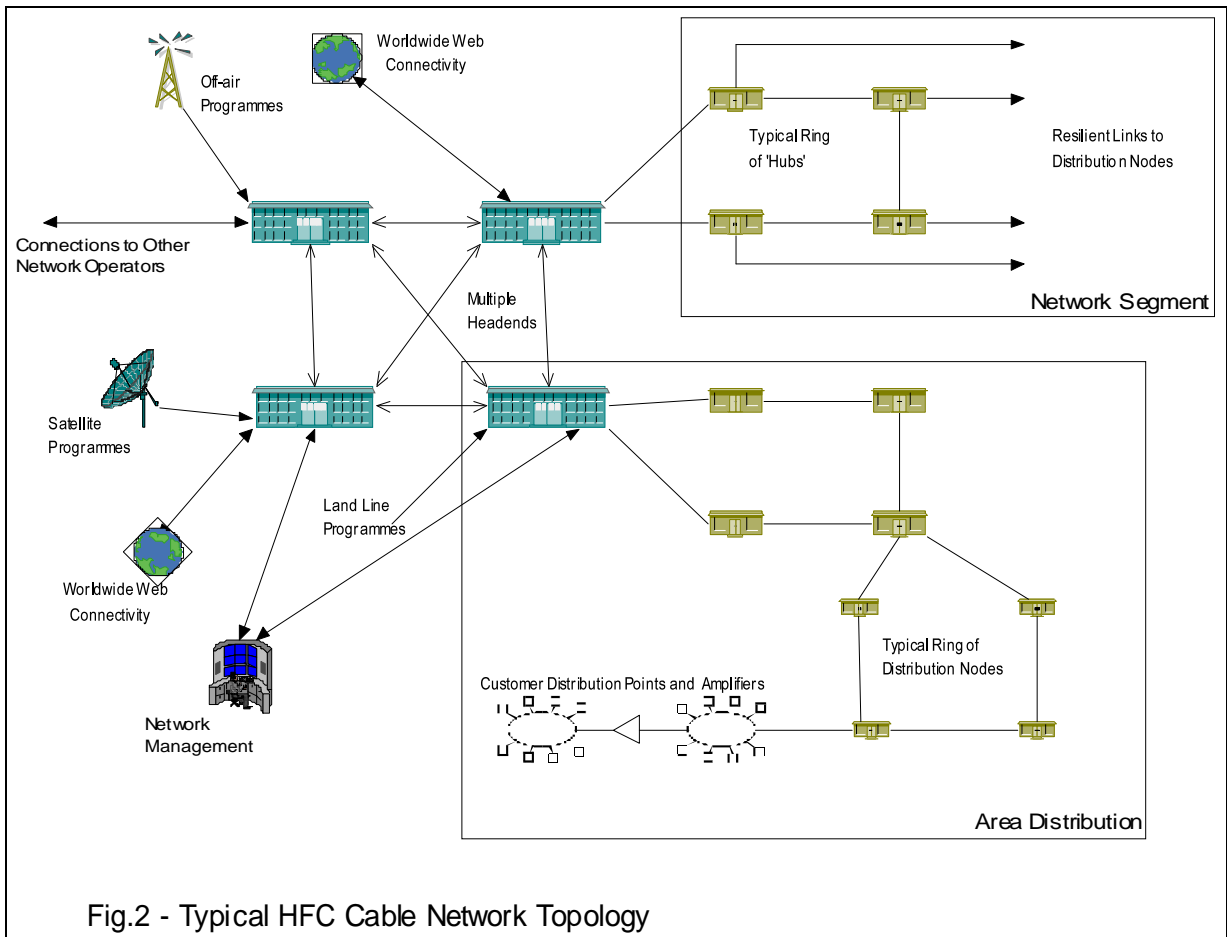 Off-air
Programmes
Worldwide Web
Connectivity
Typical Ring
of 'Hubs'
Resilient Links to
Distribution Nodes
Connections to Other
Network Operators
Multiple
Headends
Network Segment
Satellite
Programmes
Land Line
Programmes
Worldwide Web
Connectivity
Typical Ring of
Distribution Nodes
Customer Distribution Points and Amplifiers
Network
Management
Area Distribution
Fig.2 - Typical HFC Cable Network Topology